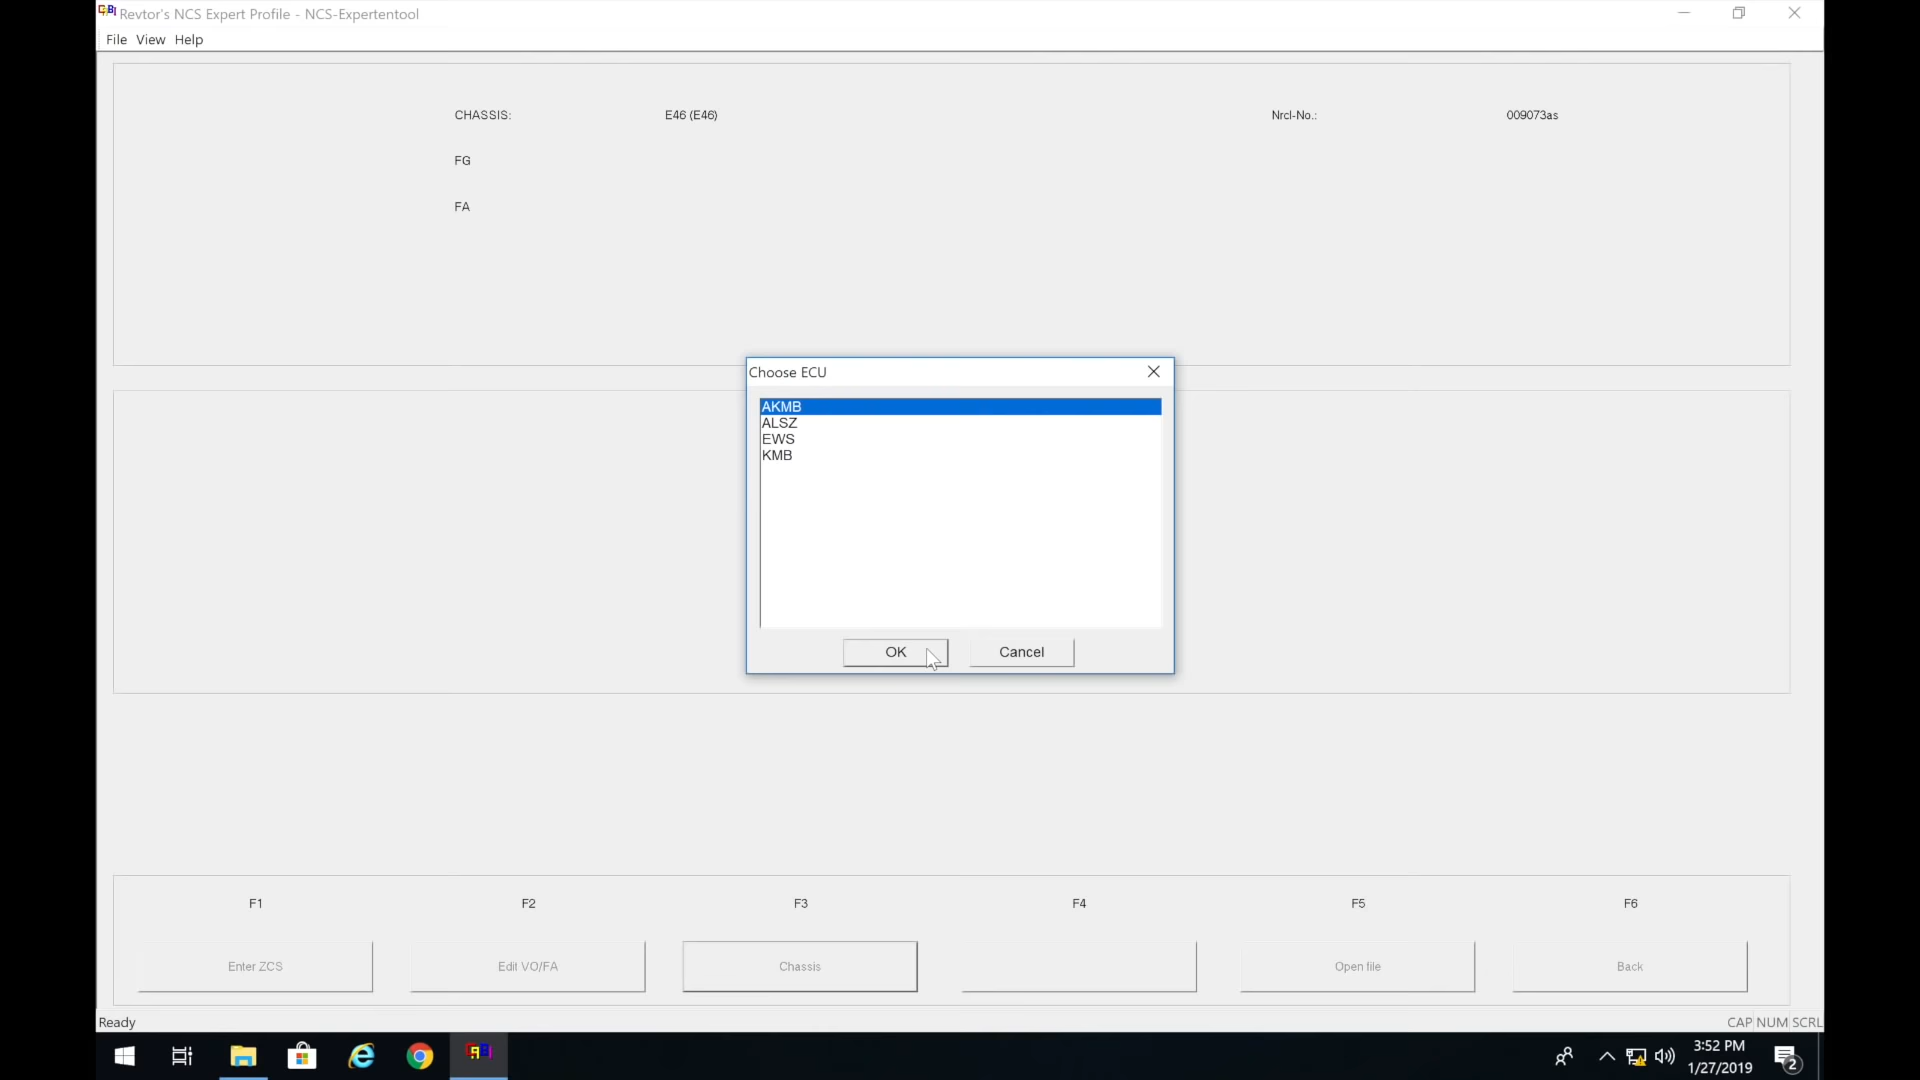 Revtor's NCS Expert Profile - NCS-Expertentool
File View Help
CHASSIS: E46 (E46) Nrcl-No.: 009073as
FG
FA
Choose ECU
AKMB
ALSZ
EWS
KMB
OK Cancel
F1 F2 F3 F4 F5 F6
Enter ZCS Edit VO/FA Chassis Open file Back
Ready CAP NUM SCRL
3:52 PM
1/27/2019
2